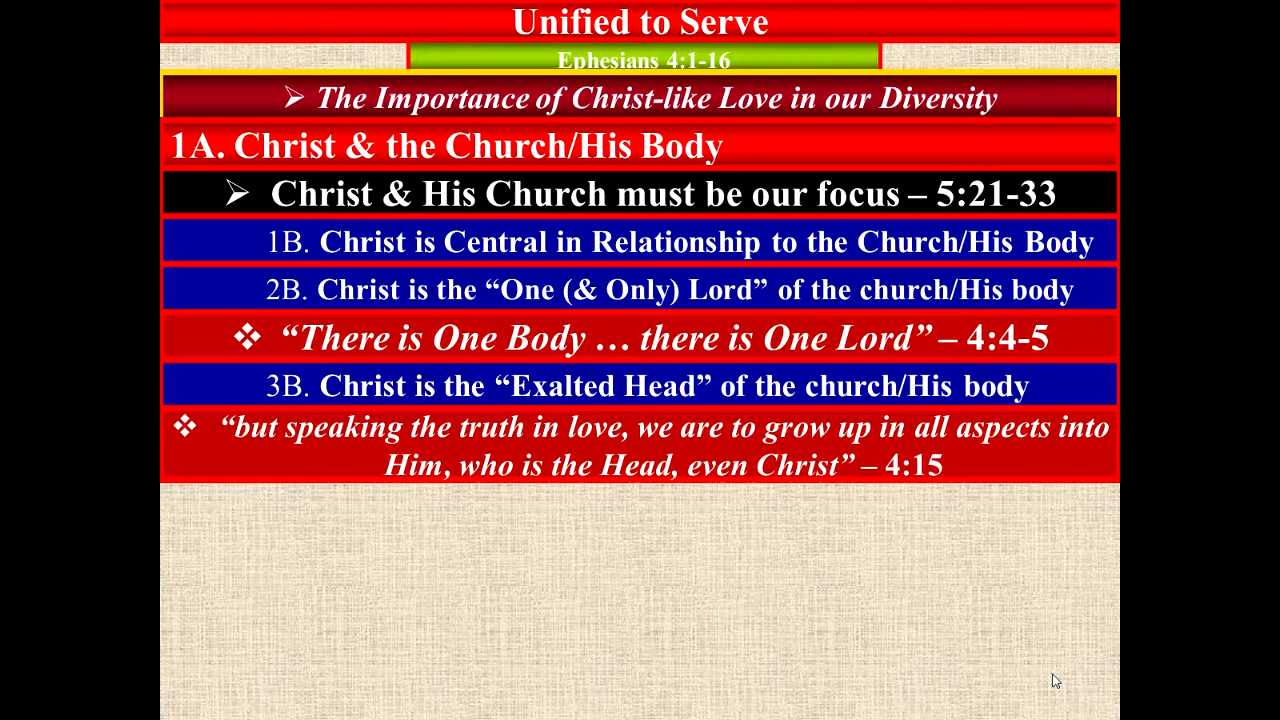 Unified to Serve
Ephesians 4:1-16
➢ The Importance of Christ-like Love in our Diversity
1A. Christ & the Church/His Body
➢ Christ & His Church must be our focus – 5:21-33
1B. Christ is Central in Relationship to the Church/His Body
2B. Christ is the “One (& Only) Lord” of the church/His body
❖ “There is One Body … there is One Lord” – 4:4-5
3B. Christ is the “Exalted Head” of the church/His body
❖ “but speaking the truth in love, we are to grow up in all aspects into
Him, who is the Head, even Christ” – 4:15